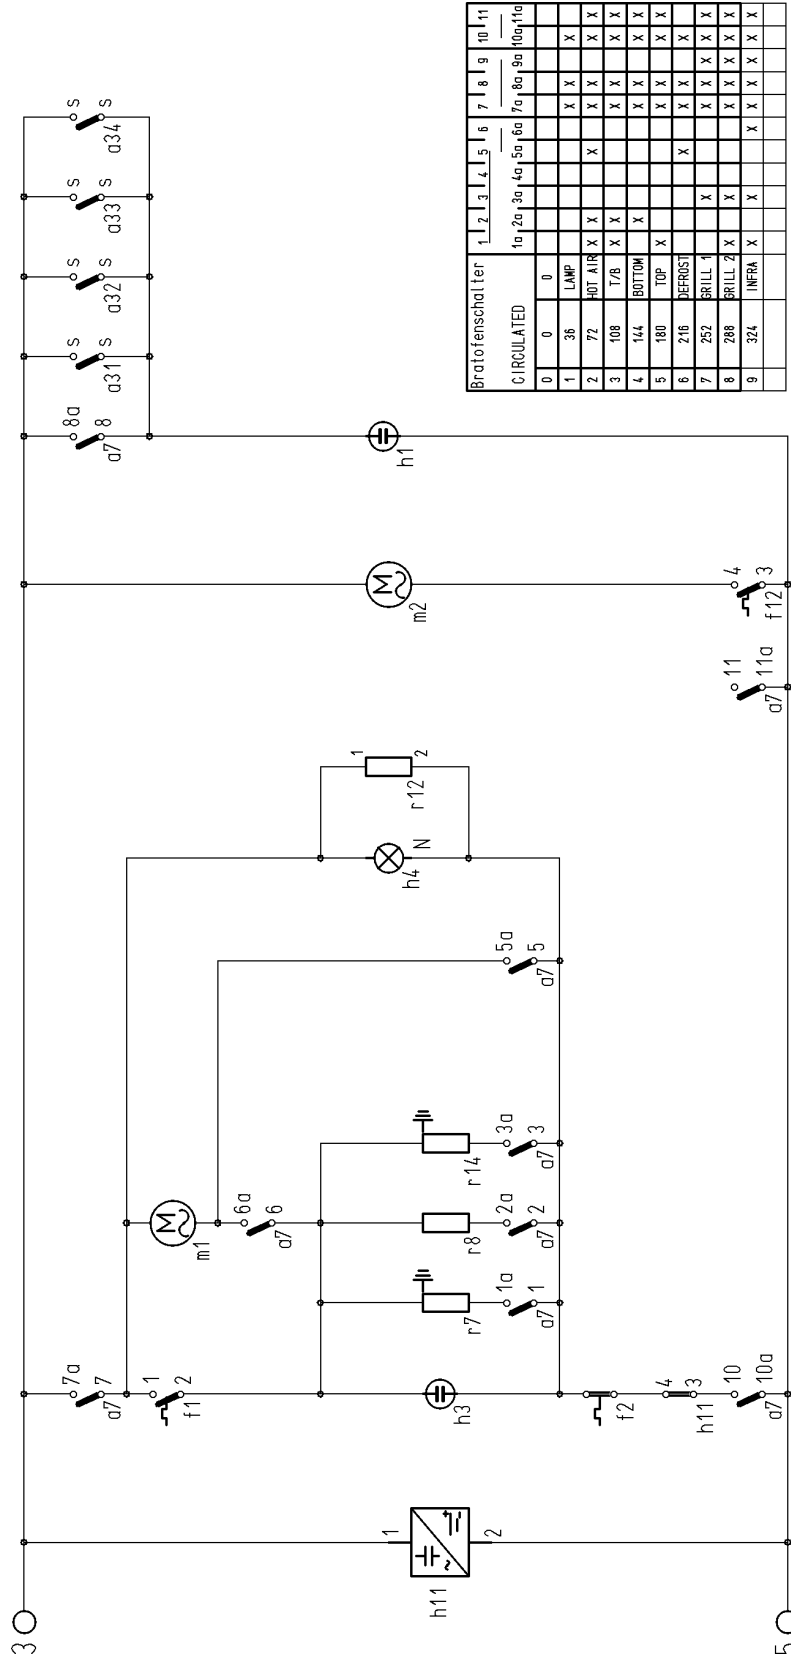 3
7a
7
a7
1
2
f1
m1
6a
6
a7
8a
8
a7
S
S
a31
S
S
a32
S
S
a33
S
S
a34
1
2
h11
h3
r7
1a
1
a7
r8
2a
2
a7
r14
3a
3
a7
5a
5
a7
h4
N
1
2
r12
m2
h1
f2
4
3
h11
10
10a
a7
11
11a
a7
4
3
f12
5
Bratofenschalter 1 2 3 4 5 6 7 8 9 10 11
CIRCULATED 1a 2a 3a 4a 5a 6a 7a 8a 9a 10a 11a
0 0 0
1 36 LAMP X X X
2 72 HOT AIR X X X X X X X
3 108 T/B X X X X X X
4 144 BOTTOM X X X X X
5 180 TOP X X X X X
6 216 DEFROST X X X X
7 252 GRILL 1 X X X X X X
8 288 GRILL 2 X X X X X X
9 324 INFRA X X X X X X X X